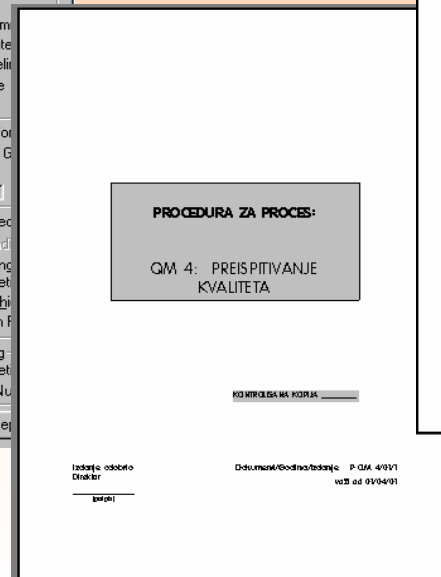 PROCEDURA ZA PROCES:
QM 4: PREISPITIVANJE
KVALITETA
KONTROLISANA KOPIJA ________
Izdanje odobrio
Direktor
Dokument/Godina/Izdanje P QM 4/01/1
važi od 01/04/01